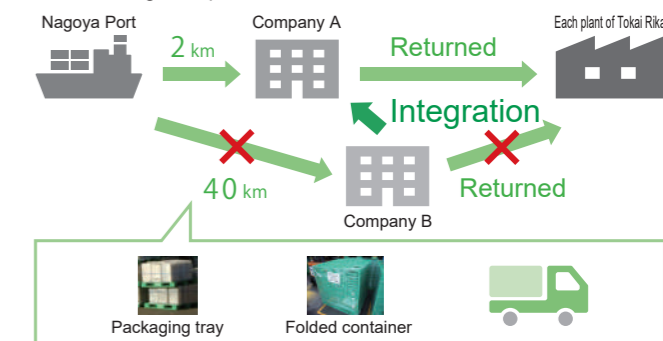 Nagoya Port
Company A
Each plant of Tokai Rika
2 km
Returned
Integration
40 km
Returned
Company B
Packaging tray
Folded container